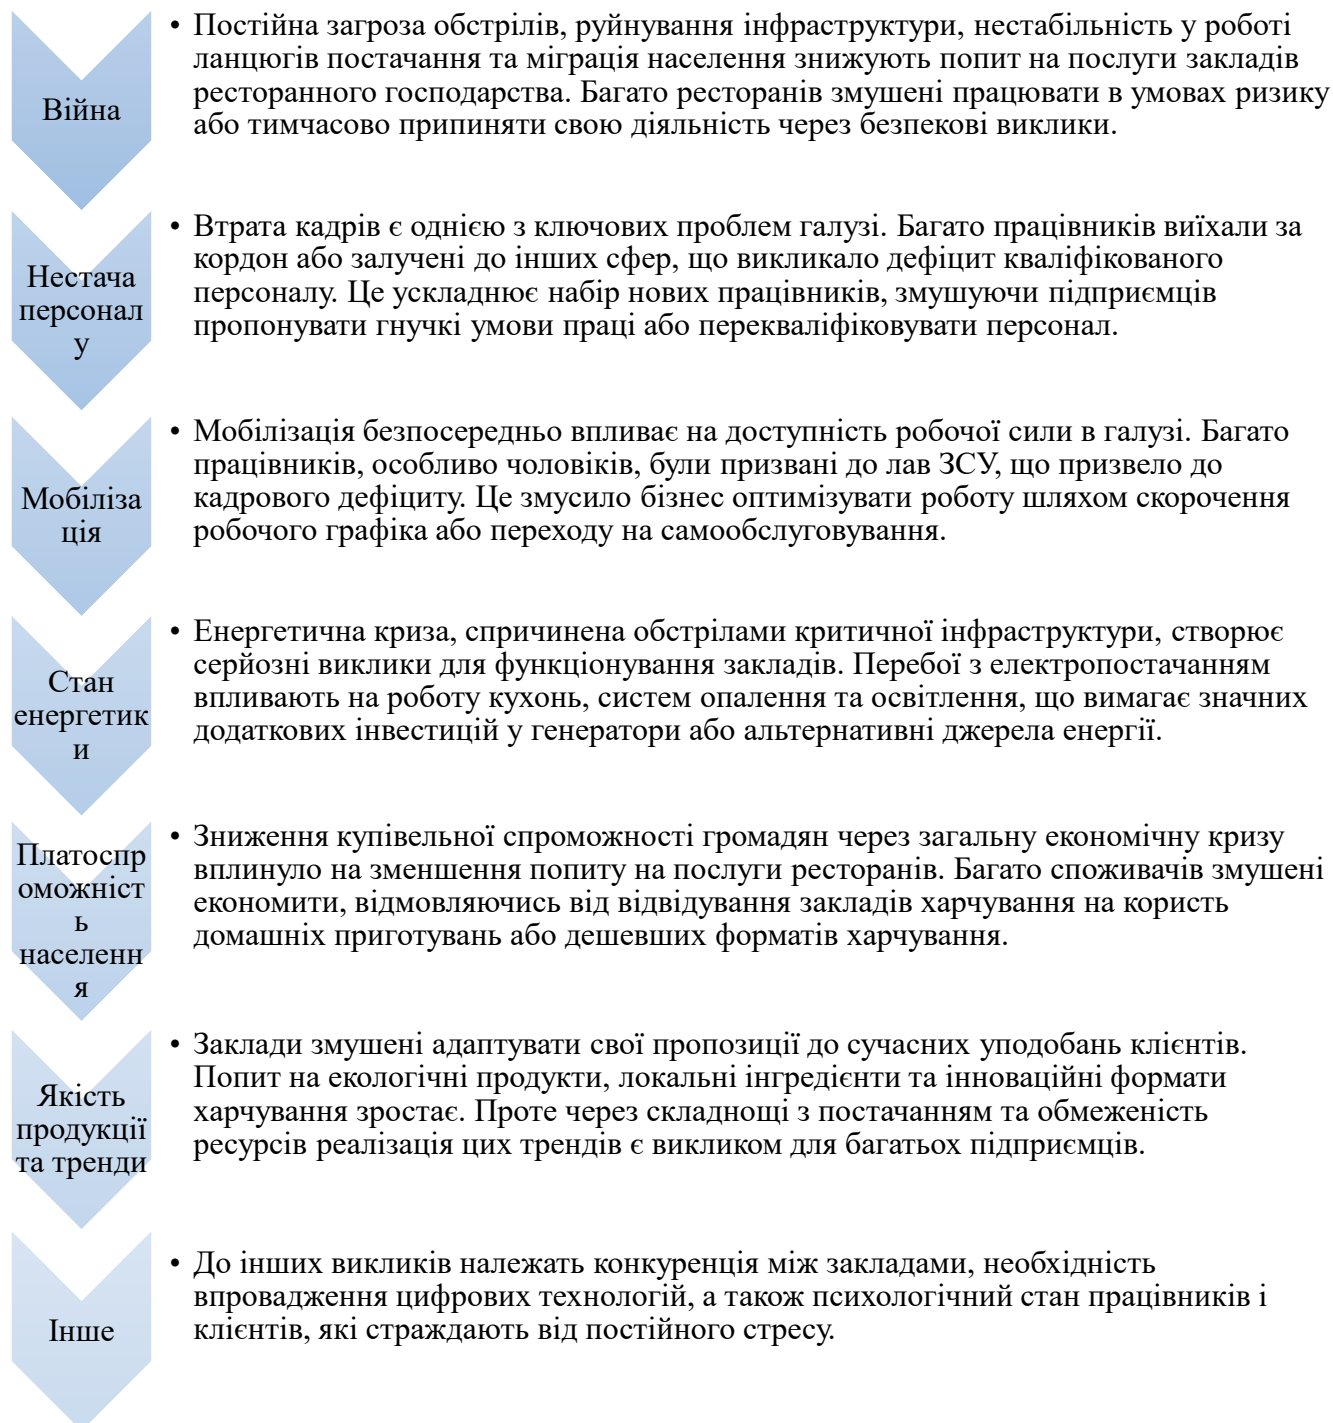 Війна
• Постійна загроза обстрілів, руйнування інфраструктури, нестабільність у роботі
ланцюгів постачання та міграція населення знижують попит на послуги закладів
ресторанного господарства. Багато ресторанів змушені працювати в умовах ризику
або тимчасово припиняти свою діяльність через безпекові виклики.
Нестача
персонал
у
• Втрата кадрів є однією з ключових проблем галузі. Багато працівників виїхали за
кордон або залучені до інших сфер, що викликало дефіцит кваліфікованого
персоналу. Це ускладнює набір нових працівників, змушуючи підприємців
пропонувати гнучкі умови праці або перекваліфіковувати персонал.
Мобіліза
ція
• Мобілізація безпосередньо впливає на доступність робочої сили в галузі. Багато
працівників, особливо чоловіків, були призвані до лав ЗСУ, що призвело до
кадрового дефіциту. Це змусило бізнес оптимізувати роботу шляхом скорочення
робочого графіка або переходу на самообслуговування.
Стан
енергетик
и
• Енергетична криза, спричинена обстрілами критичної інфраструктури, створює
серйозні виклики для функціонування закладів. Перебої з електропостачанням
впливають на роботу кухонь, систем опалення та освітлення, що вимагає значних
додаткових інвестицій у генератори або альтернативні джерела енергії.
Платоспр
оможніст
ь
населенн
я
• Зниження купівельної спроможності громадян через загальну економічну кризу
вплинуло на зменшення попиту на послуги ресторанів. Багато споживачів змушені
економити, відмовляючись від відвідування закладів харчування на користь
домашніх приготувань або дешевших форматів харчування.
Якість
продукції
та тренди
• Заклади змушені адаптувати свої пропозиції до сучасних уподобань клієнтів.
Попит на екологічні продукти, локальні інгредієнти та інноваційні формати
харчування зростає. Проте через складнощі з постачанням та обмеженість
ресурсів реалізація цих трендів є викликом для багатьох підприємців.
Інше
• До інших викликів належать конкуренція між закладами, необхідність
впровадження цифрових технологій, а також психологічний стан працівників і
клієнтів, які страждають від постійного стресу.